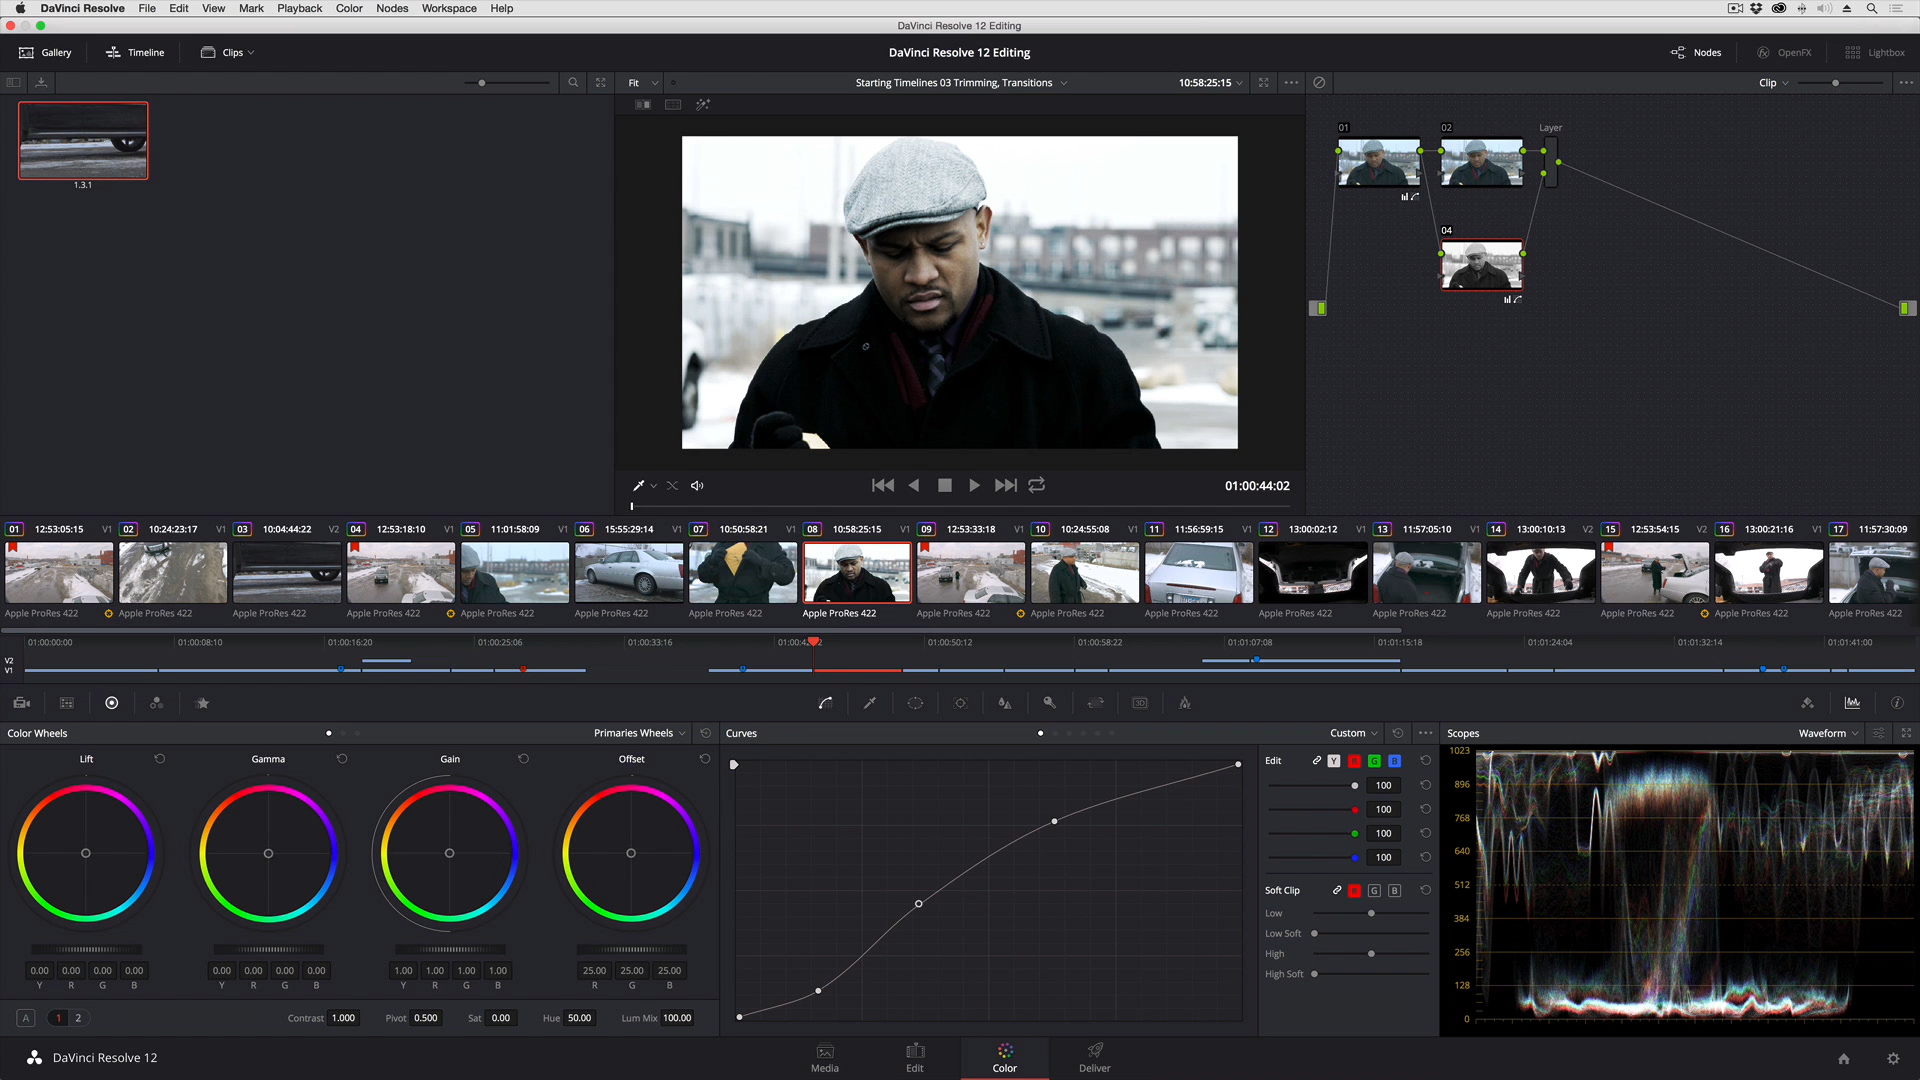 DaVinci Resolve File Edit View Mark Playback Color Nodes Workspace Help
DaVinci Resolve 12 Editing
Gallery Timeline Clips DaVinci Resolve 12 Editing Nodes OpenFX Lightbox
Fit Starting Timelines 03 Trimming, Transitions 10:58:25:15 Clip
1.3.1
01 02 Layer
04
01:00:44:02
01 12:53:05:15 V1 02 10:24:23:17 V1 03 10:04:44:22 V2 04 12:53:18:10 V1 05 11:01:58:09 V1 06 15:55:29:14 V1 07 10:50:58:21 V1 08 10:58:25:15 V1 09 12:53:33:18 V1 10 10:24:55:08 V1 11 11:56:59:15 V1 12 13:00:02:12 V1 13 11:57:05:10 V1 14 13:00:10:13 V2 15 12:53:54:15 V2 16 13:00:21:16 V1 17 11:57:30:09
Apple ProRes 422 Apple ProRes 422 Apple ProRes 422 Apple ProRes 422 Apple ProRes 422 Apple ProRes 422 Apple ProRes 422 Apple ProRes 422 Apple ProRes 422 Apple ProRes 422 Apple ProRes 422 Apple ProRes 422 Apple ProRes 422 Apple ProRes 422 Apple ProRes 422 Apple ProRes 422 Apple ProRes 422
01:00:00:00 01:00:08:10 01:00:16:20 01:00:25:06 01:00:33:16 01:00:50:12 01:00:58:22 01:01:07:08 01:01:15:18 01:01:24:04 01:01:32:14 01:01:41:00
V2
V1
3D
Color Wheels Primaries Wheels Curves Custom Scopes Waveform
Lift Gamma Gain Offset
Edit Y R G B
100
100
100
100
Soft Clip R G B
Low
Low Soft
High
High Soft
1023
896
768
640
512
384
256
128
0
0.00 0.00 0.00 0.00 0.00 0.00 0.00 0.00 1.00 1.00 1.00 1.00 25.00 25.00 25.00
Y R G B Y R G B Y R G B R G B
A 1 2 Contrast 1.000 Pivot 0.500 Sat 0.00 Hue 50.00 Lum Mix 100.00
DaVinci Resolve 12 Media Edit Color Deliver